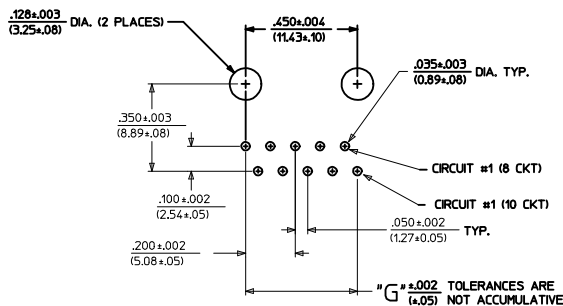 .128±.003
(3.25±.08) DIA. (2 PLACES)
.450±.004
(11.43±.10)
.035±.003
(0.89±.08) DIA. TYP.
.350±.003
(8.89±.08)
CIRCUIT #1 (8 CKT)
CIRCUIT #1 (10 CKT)
.100±.002
(2.54±.05)
.050±.002
(1.27±0.05) TYP.
.200±.002
(5.08±.05)
"G" ±.002 TOLERANCES ARE
(±.05) NOT ACCUMULATIVE